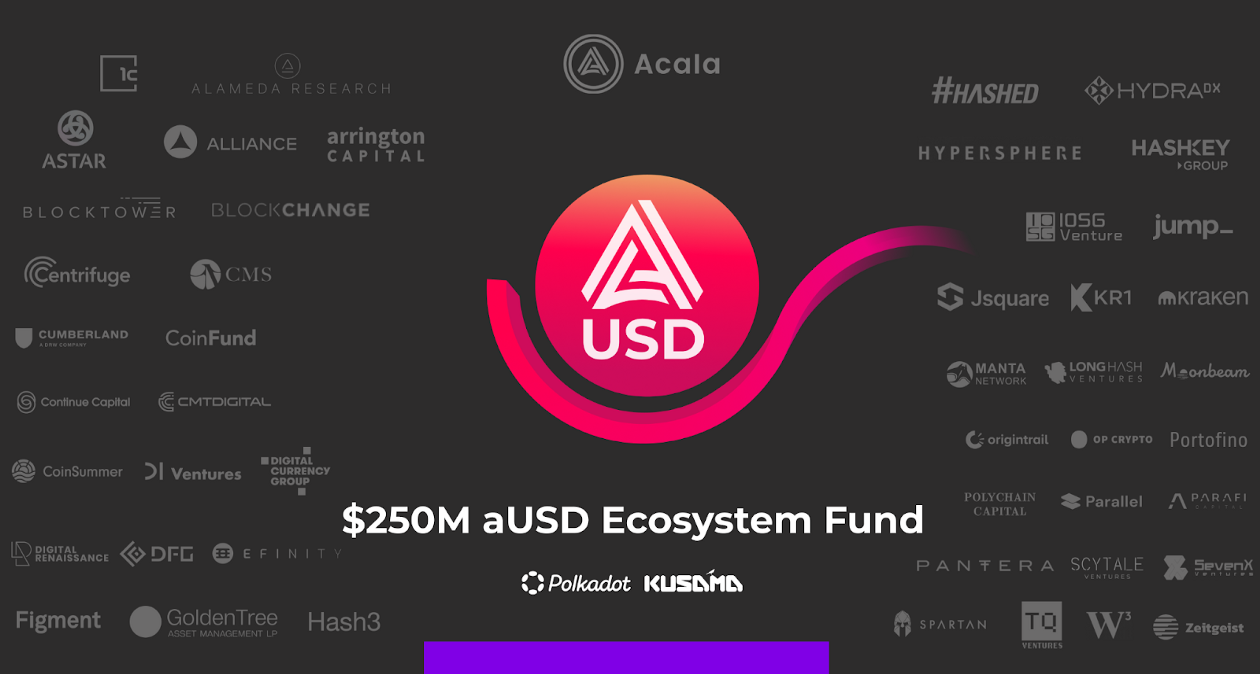 Acala
1c
ALAMEDA RESEARCH
ASTAR
ALLIANCE
arrington
CAPITAL
BLOCKTOWER
BLOCKCHANGE
Centrifuge
CMS
CUMBERLAND
A DRW COMPANY
CoinFund
Continue Capital
CMTDIGITAL
CoinSummer
DI Ventures
DIGITAL
CURRENCY
GROUP
DIGITAL
RENAISSANCE
DFG
EFINITY
Figment
GoldenTree
ASSET MANAGEMENT LP
Hash3
USD
$250M aUSD Ecosystem Fund
Polkadot
KUSAMA
#HASHED
HYDRADX
HYPERSPHERE
HASHKEY
GROUP
IOSG
Venture
jump_
Jsquare
KR1
kraken
MANTA
NETWORK
LONGHASH
VENTURES
Moonbeam
origintrail
OP CRYPTO
Portofino
POLYCHAIN
CAPITAL
Parallel
PARAFI
CAPITAL
PANTERA
SCYTALE
VENTURES
SevenX
Ventures
SPARTAN
TQ
VENTURES
W3
Zeitgeist